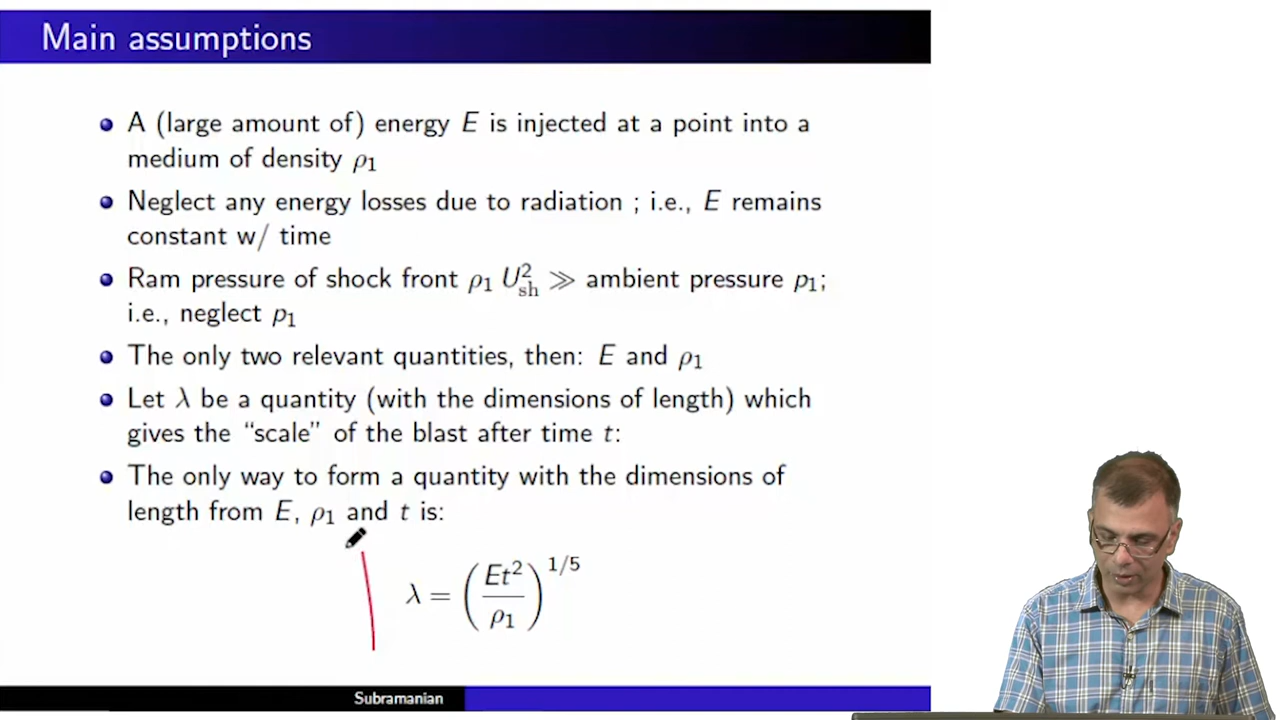 Main assumptions
A (large amount of) energy E is injected at a point into a
medium of density ρ₁
Neglect any energy losses due to radiation ; i.e., E remains
constant w/ time
Ram pressure of shock front ρ₁ U²ₛₕ ≫ ambient pressure p₁;
i.e., neglect p₁
The only two relevant quantities, then: E and ρ₁
Let λ be a quantity (with the dimensions of length) which
gives the “scale” of the blast after time t:
The only way to form a quantity with the dimensions of
length from E, ρ₁ and t is:
λ = (Et²/ρ₁)^1/5
Subramanian